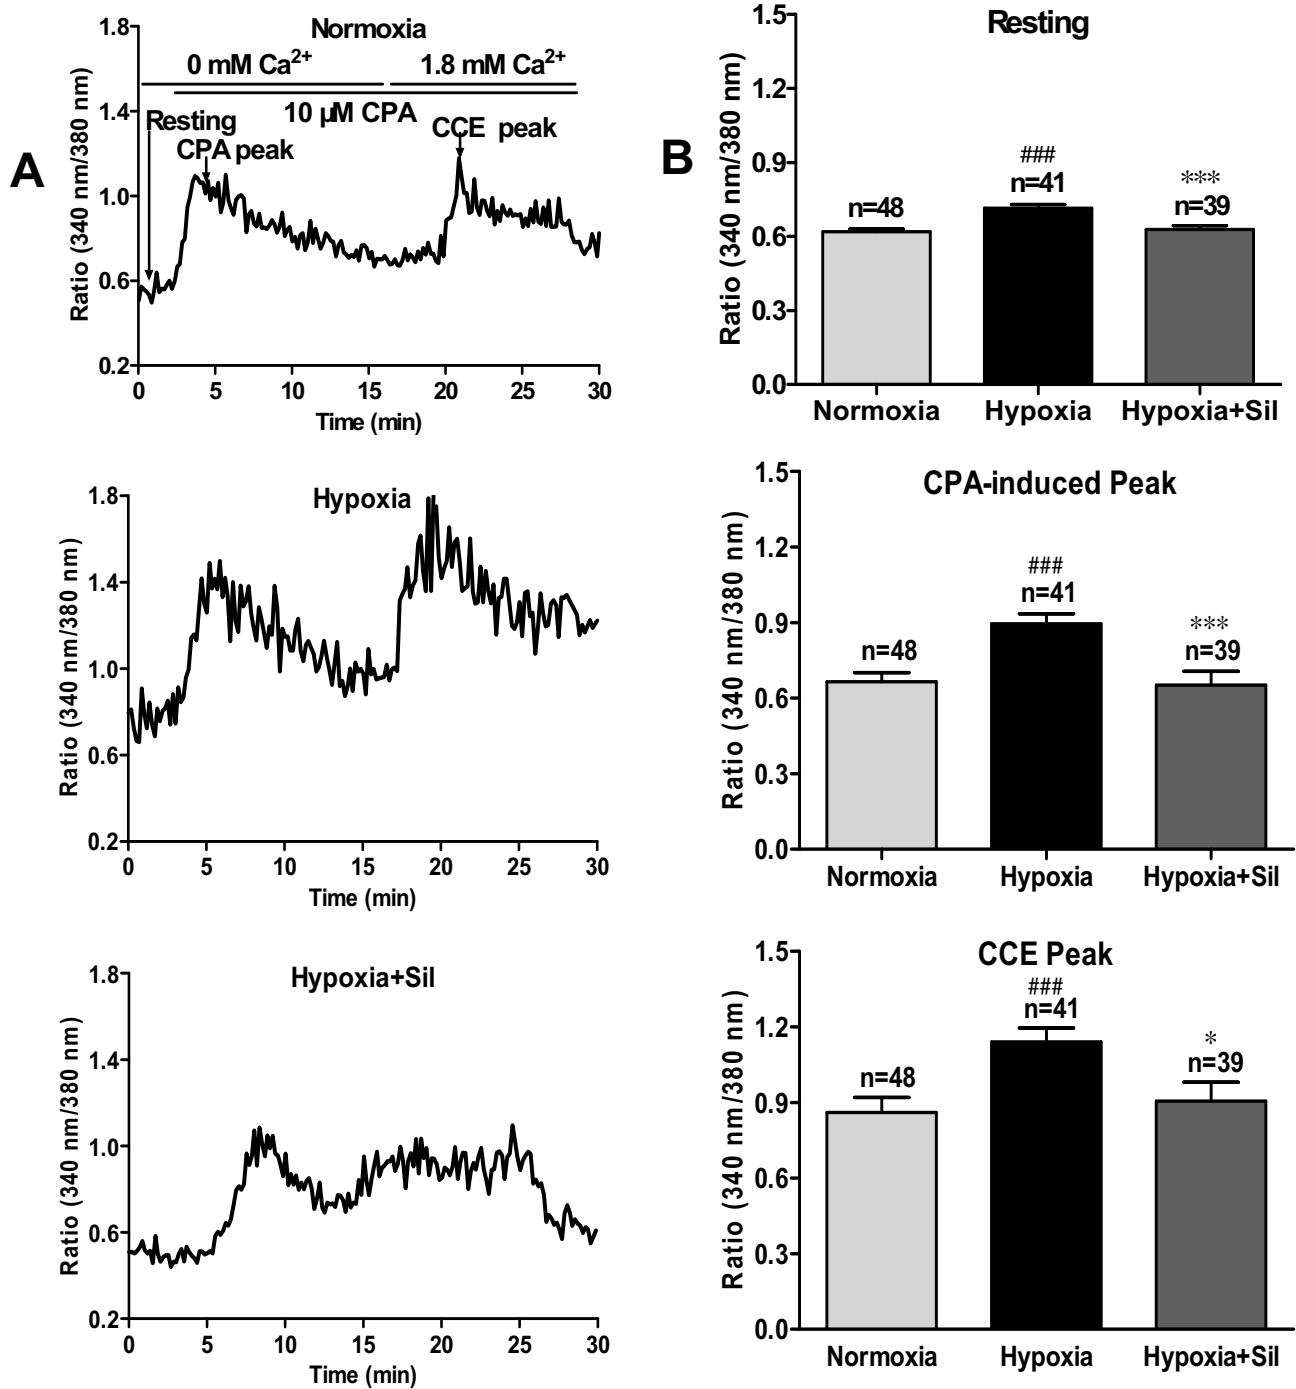 A
Normoxia
0 mM Ca²⁺ 1.8 mM Ca²⁺
10 µM CPA
Resting
CPA peak
CCE peak
Ratio (340 nm/380 nm)
1.8
1.4
1.0
0.6
0.2
0 5 10 15 20 25 30
Time (min)
Hypoxia
Ratio (340 nm/380 nm)
1.8
1.4
1.0
0.6
0.2
0 5 10 15 20 25 30
Time (min)
Hypoxia+Sil
Ratio (340 nm/380 nm)
1.8
1.4
1.0
0.6
0.2
0 5 10 15 20 25 30
Time (min)
B
Resting
Ratio (340 nm/380 nm)
1.5
1.2
0.9
0.6
0.3
0.0
n=48
###
n=41
***
n=39
Normoxia Hypoxia Hypoxia+Sil
CPA-induced Peak
Ratio (340 nm/380 nm)
1.5
1.2
0.9
0.6
0.3
0.0
n=48
###
n=41
***
n=39
Normoxia Hypoxia Hypoxia+Sil
CCE Peak
Ratio (340 nm/380 nm)
1.5
1.2
0.9
0.6
0.3
0.0
n=48
###
n=41
*
n=39
Normoxia Hypoxia Hypoxia+Sil